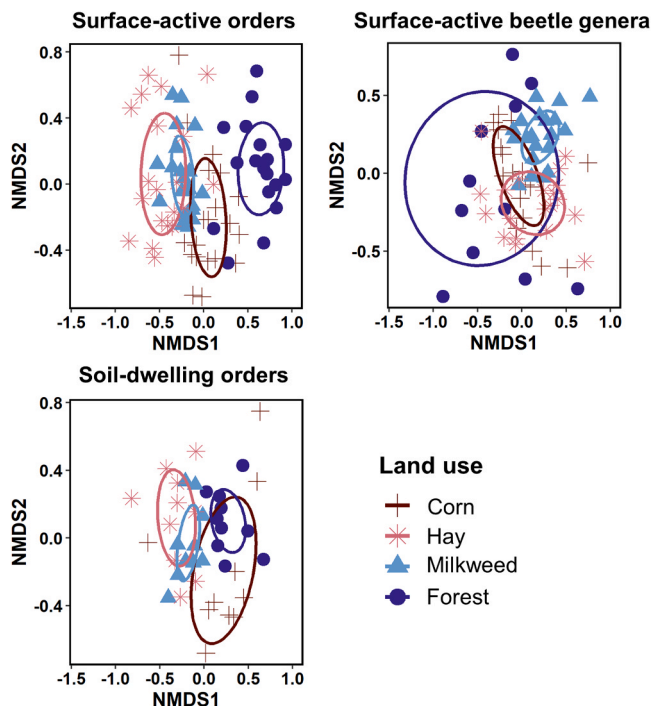 Surface-active orders
0.8
0.4
0.0
-0.4
NMDS2
-1.5 -1.0 -0.5 0.0 0.5 1.0
NMDS1
Surface-active beetle genera
0.5
0.0
-0.5
NMDS2
-1.5 -1.0 -0.5 0.0 0.5 1.0
NMDS1
Soil-dwelling orders
0.8
0.4
0.0
-0.4
NMDS2
-1.5 -1.0 -0.5 0.0 0.5 1.0
NMDS1
Land use
Corn
Hay
Milkweed
Forest